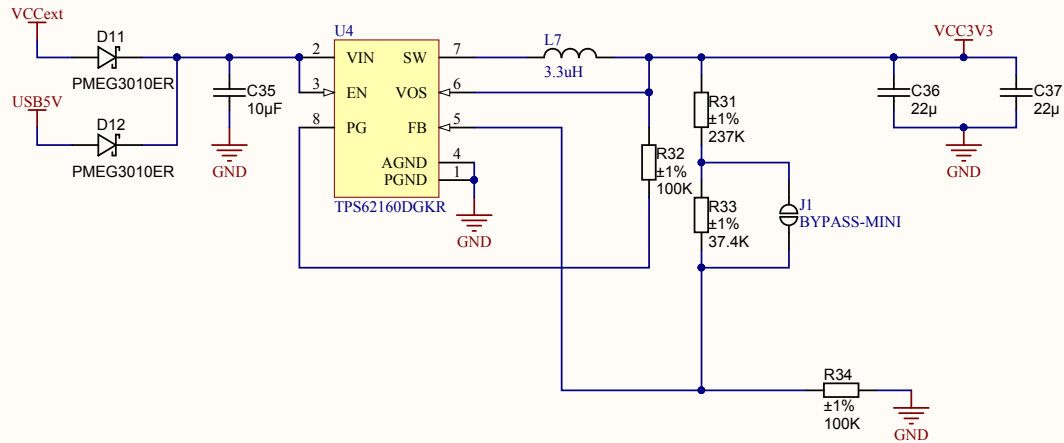 VCCext
D11
PMEG3010ER
USB5V
D12
PMEG3010ER
C35
10µF
GND
U4
2 VIN SW 7
3 EN VOS 6
8 PG FB 5
AGND 4
PGND 1
TPS62160DGKR
GND
L7
3.3uH
R32
±1%
100K
R31
±1%
237K
R33
±1%
37.4K
J1
BYPASS-MINI
VCC3V3
C36
22µ
C37
22µ
GND
R34
±1%
100K
GND